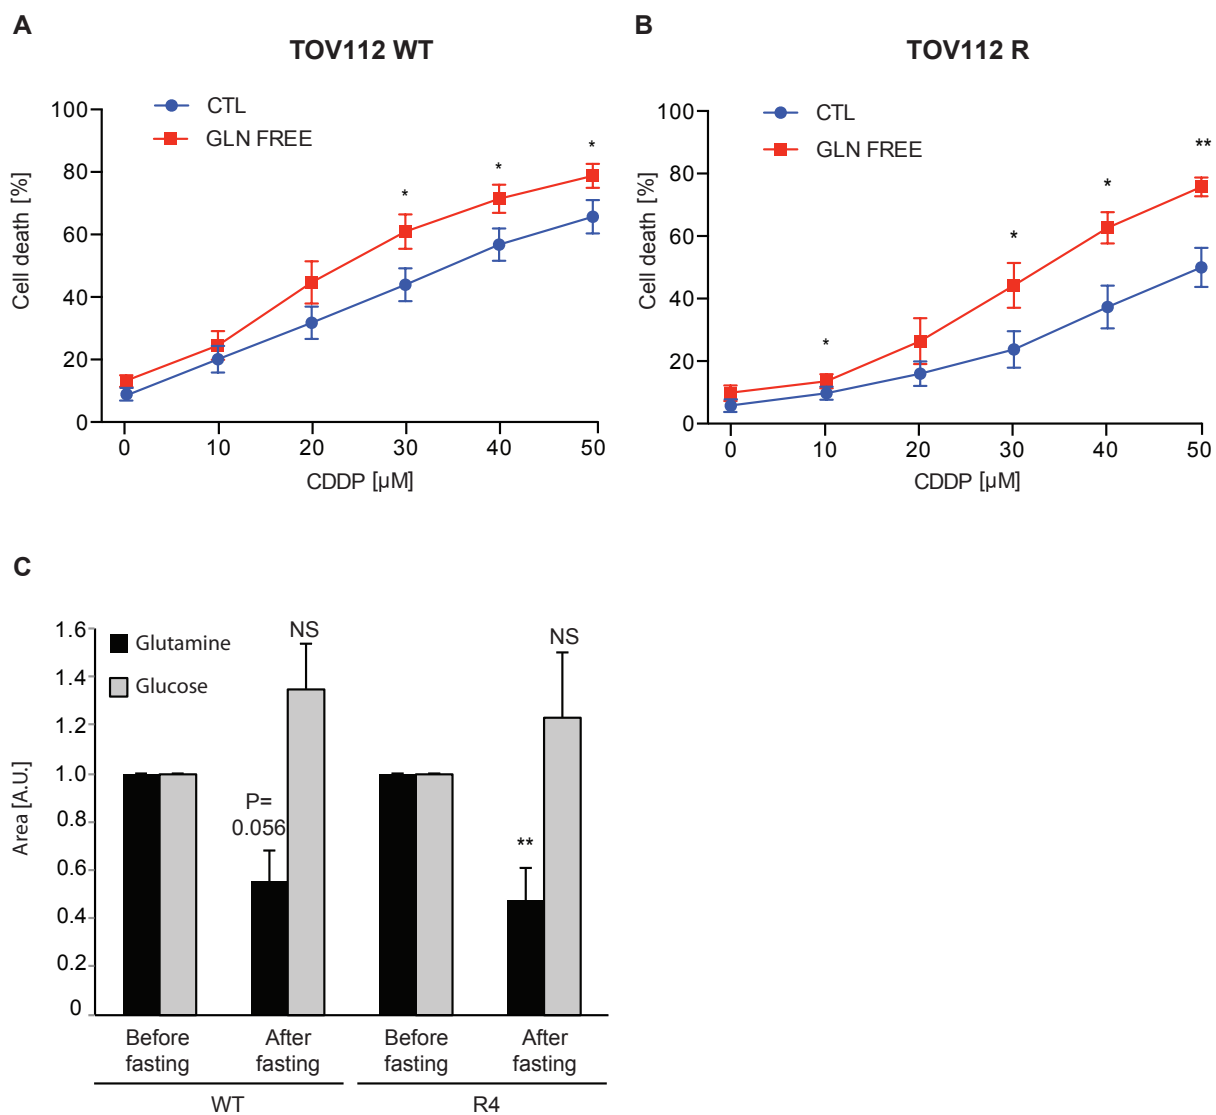 A
TOV112 WT
CTL
GLN FREE
100
80
60
40
20
0
Cell death [%]
*
*
*
0 10 20 30 40 50
CDDP [µM]
B
TOV112 R
CTL
GLN FREE
100
80
60
40
20
0
Cell death [%]
*
*
*
**
0 10 20 30 40 50
CDDP [µM]
C
1.6
1.4
1.2
1.0
0.8
0.6
0.4
0.2
0
Area [A.U.]
Glutamine
Glucose
P=
0.056
NS
**
NS
Before
fasting
After
fasting
Before
fasting
After
fasting
WT
R4